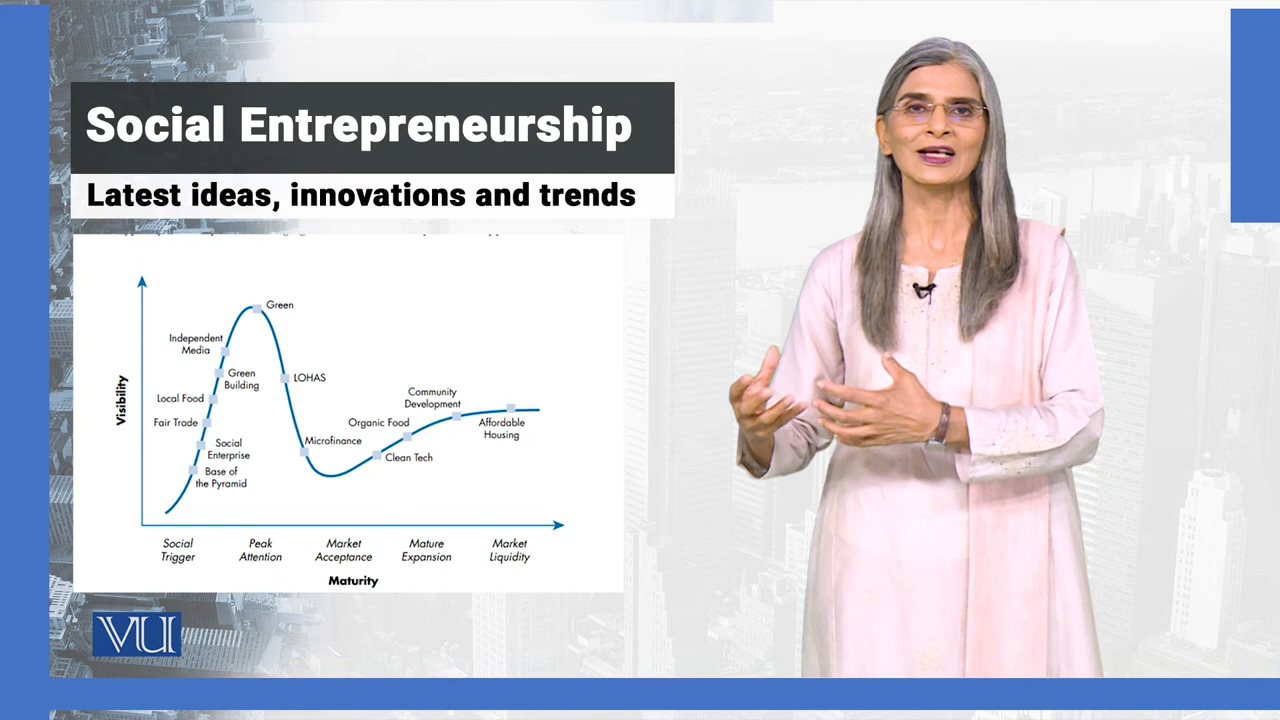 Social Entrepreneurship
Latest ideas, innovations and trends
Green
Independent
Media
Green
Building
LOHAS
Local Food
Community
Development
Fair Trade
Organic Food
Affordable
Housing
Social
Enterprise
Microfinance
Clean Tech
Base of
the Pyramid
Visibility
Social
Trigger
Peak
Attention
Market
Acceptance
Mature
Expansion
Market
Liquidity
Maturity
VU